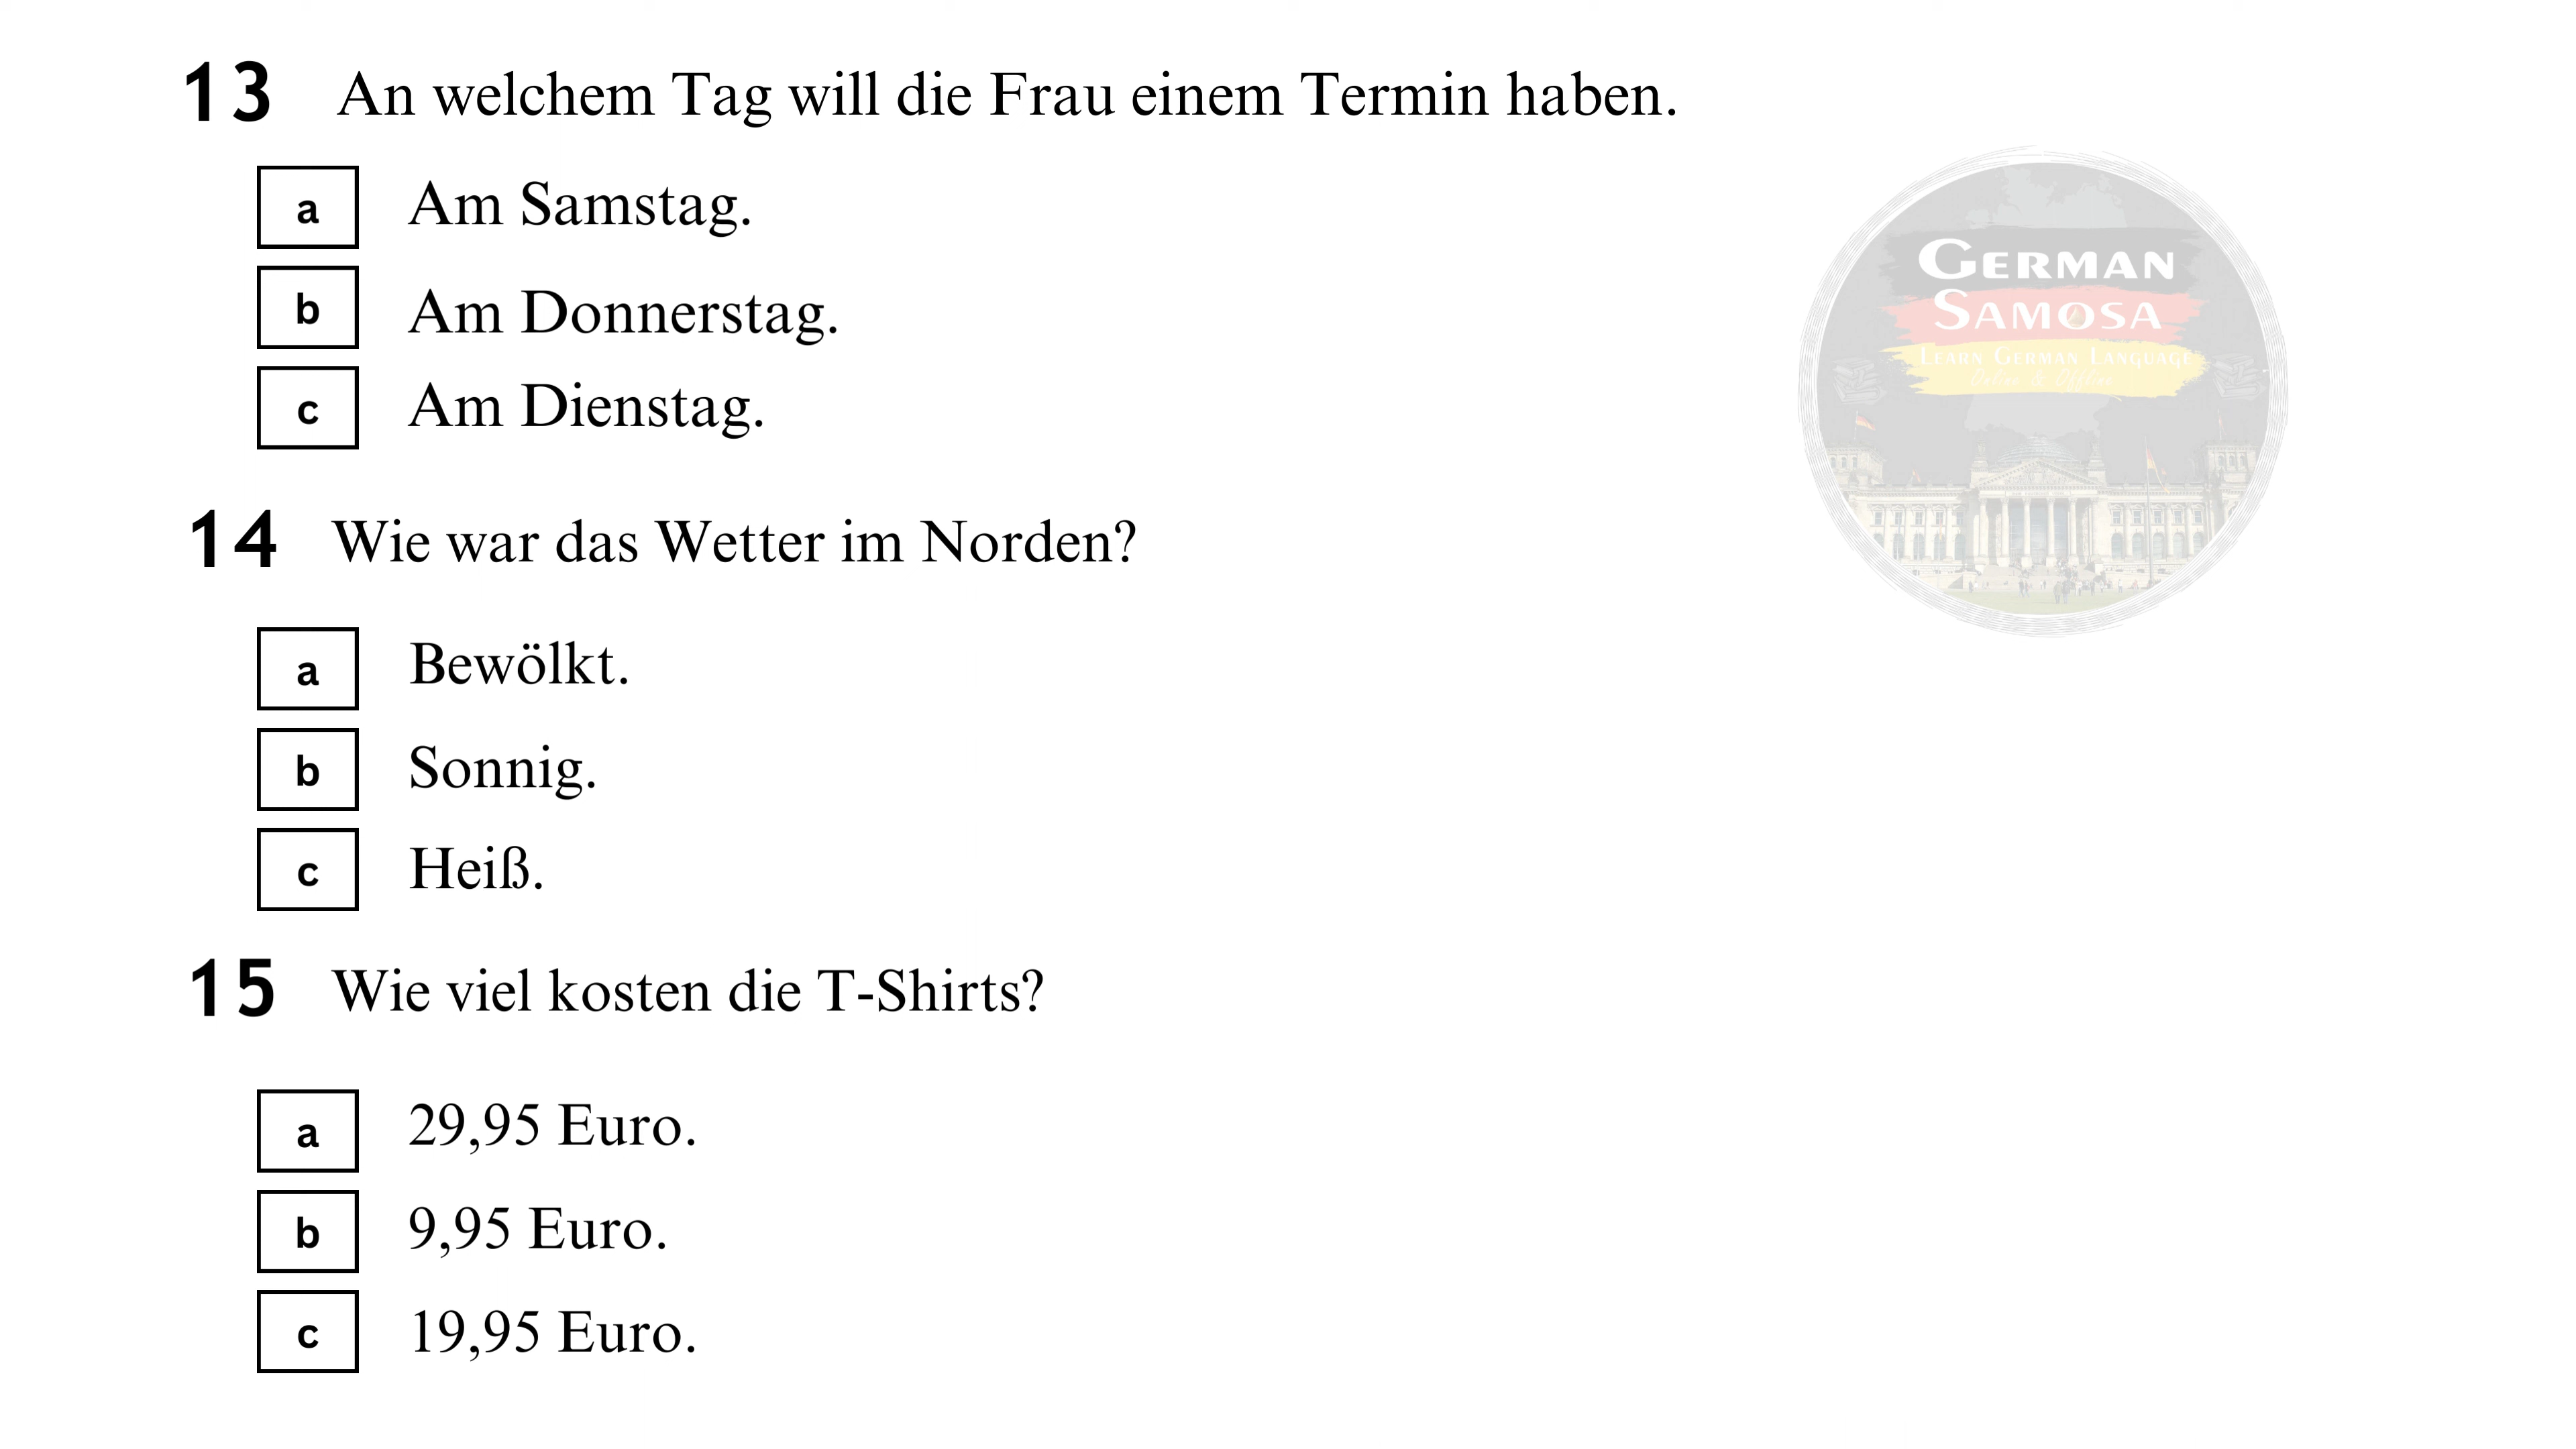 13 An welchem Tag will die Frau einem Termin haben.
a Am Samstag.
b Am Donnerstag.
c Am Dienstag.
14 Wie war das Wetter im Norden?
a Bewölkt.
b Sonnig.
c Heiß.
15 Wie viel kosten die T-Shirts?
a 29,95 Euro.
b 9,95 Euro.
c 19,95 Euro.
GERMAN
SAMOSA
LEARN GERMAN LANGUAGE
Online & Offline